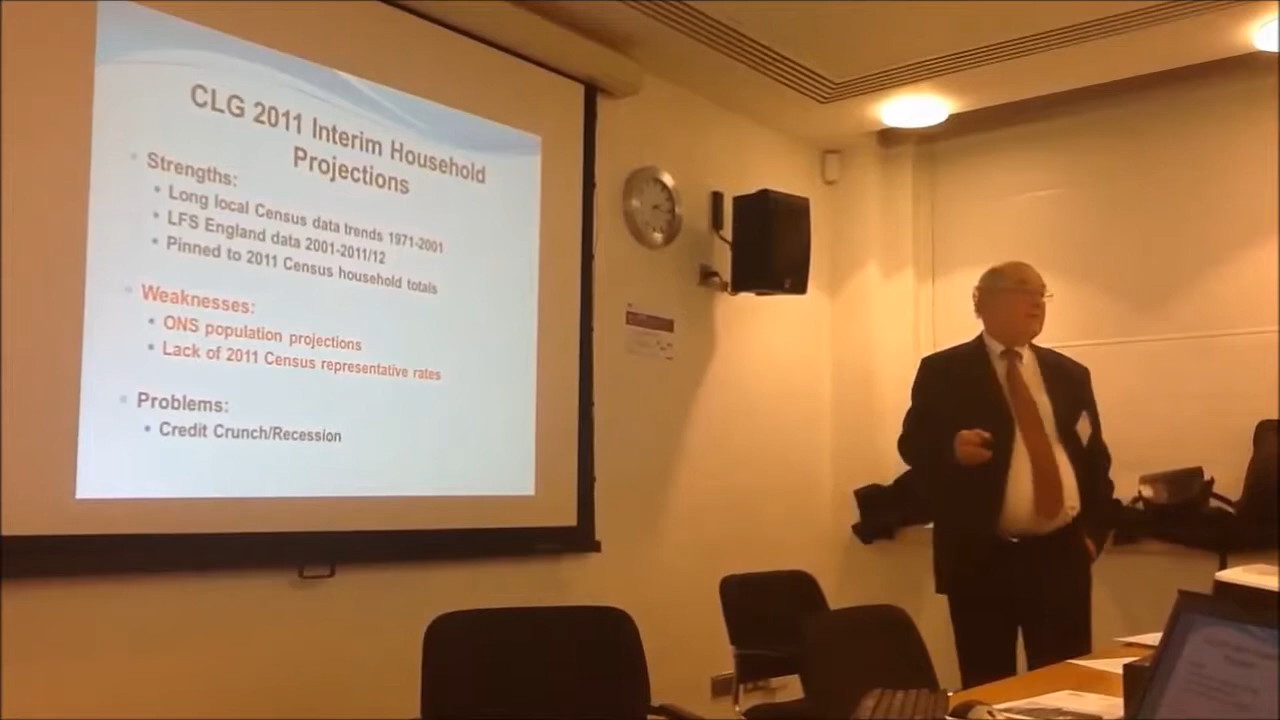 CLG 2011 Interim Household
Projections
Strengths:
• Long local Census data trends 1971-2001
• LFS England data 2001-2011/12
• Pinned to 2011 Census household totals
Weaknesses:
• ONS population projections
• Lack of 2011 Census representative rates
Problems:
• Credit Crunch/Recession